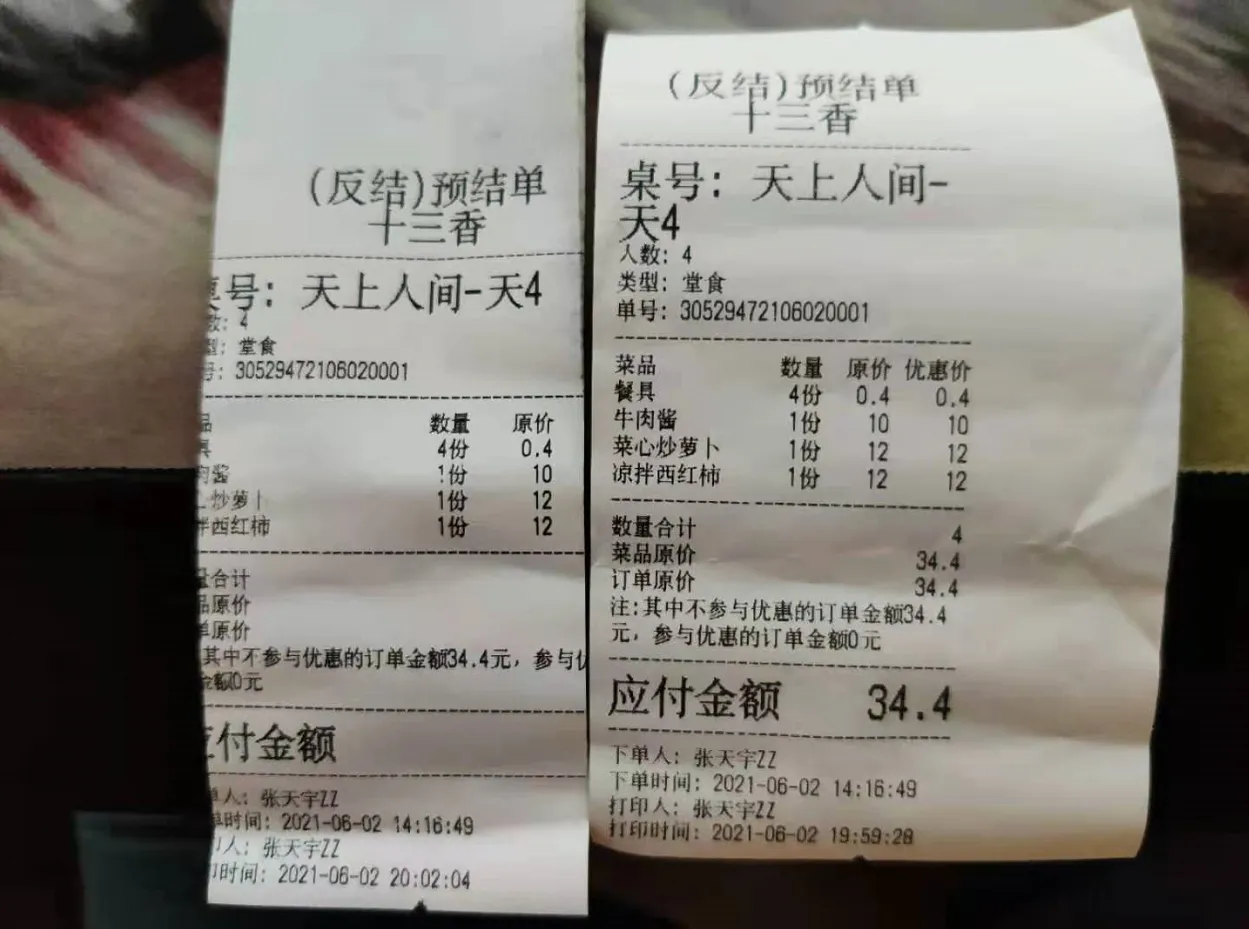 (反结)预结单
十三香
号: 天上人间-天4
数: 4
型: 堂食
号: 30529472106020001
品 数量 原价
具 4份 0.4
肉酱 1份 10
炒萝卜 1份 12
拌西红柿 1份 12
量合计
品原价
单原价
其中不参与优惠的订单金额34.4元, 参与优
金额0元
应付金额
单人: 张天宇ZZ
单时间: 2021-06-02 14:16:49
印人: 张天宇ZZ
印时间: 2021-06-02 20:02:04
(反结)预结单
十三香
桌号: 天上人间-
天4
人数: 4
类型: 堂食
单号: 30529472106020001
菜品 数量 原价 优惠价
餐具 4份 0.4 0.4
牛肉酱 1份 10 10
菜心炒萝卜 1份 12 12
凉拌西红柿 1份 12 12
数量合计 4
菜品原价 34.4
订单原价 34.4
注:其中不参与优惠的订单金额34.4
元, 参与优惠的订单金额0元
应付金额 34.4
下单人: 张天宇ZZ
下单时间: 2021-06-02 14:16:49
打印人: 张天宇ZZ
打印时间: 2021-06-02 19:59:28